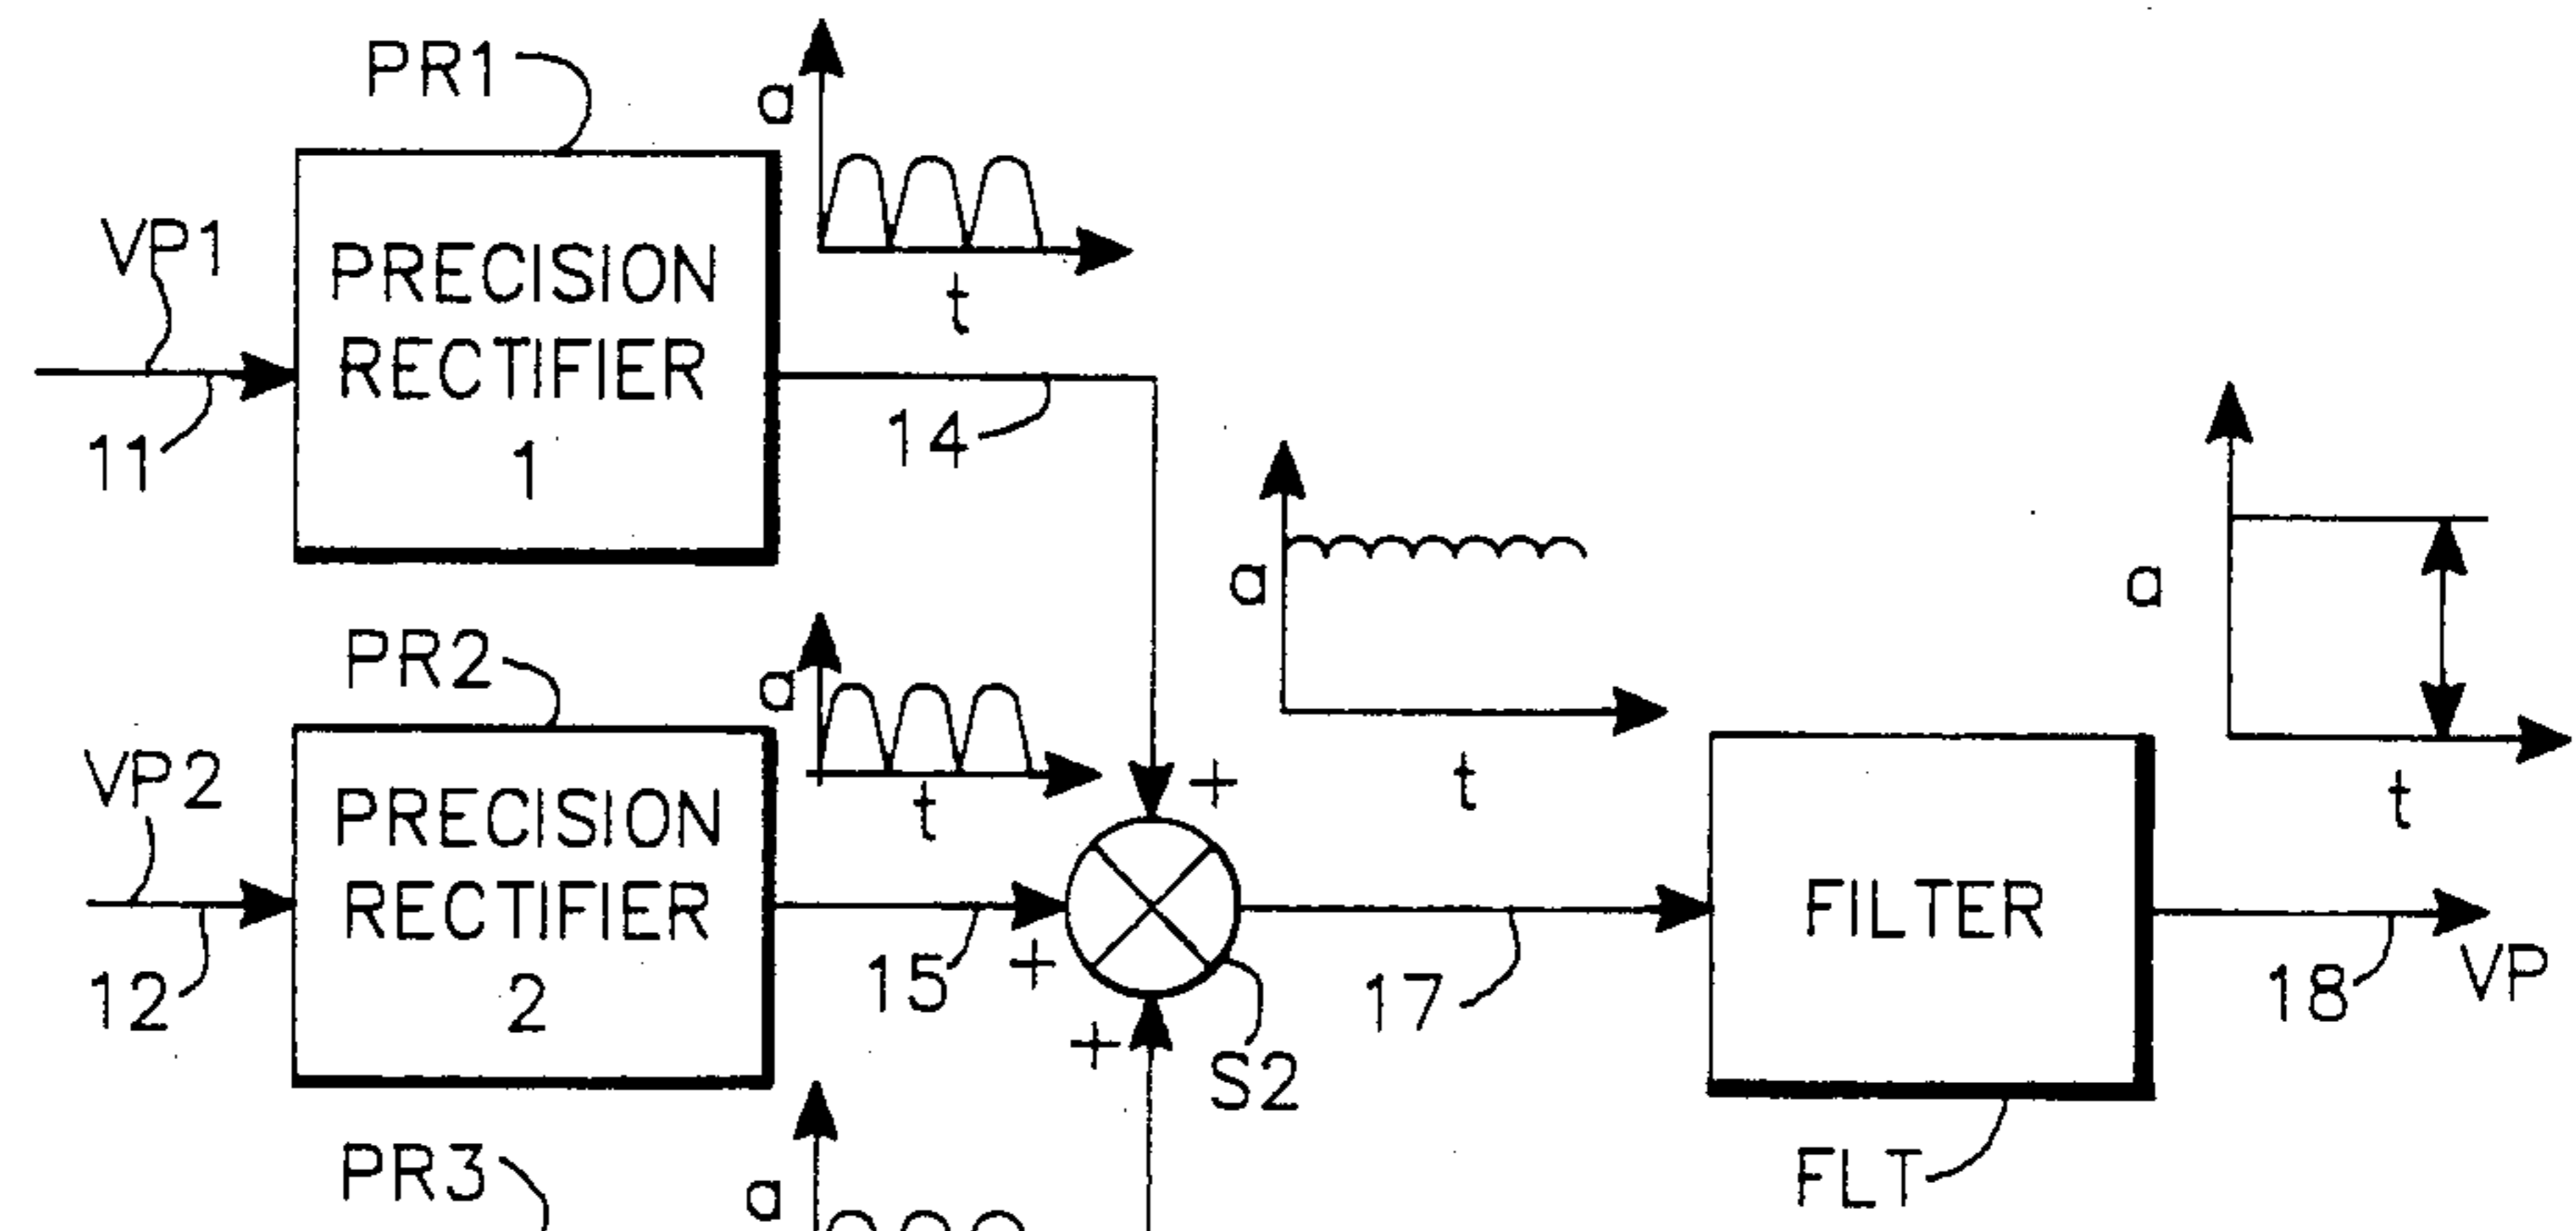 PR1
a
VP1
PRECISION
RECTIFIER
1
t
11
14
PR2
a
a
a
VP2
PRECISION
RECTIFIER
2
t
+
t
t
FILTER
12
15
+
17
18
VP
+
S2
PR3
a
FLT